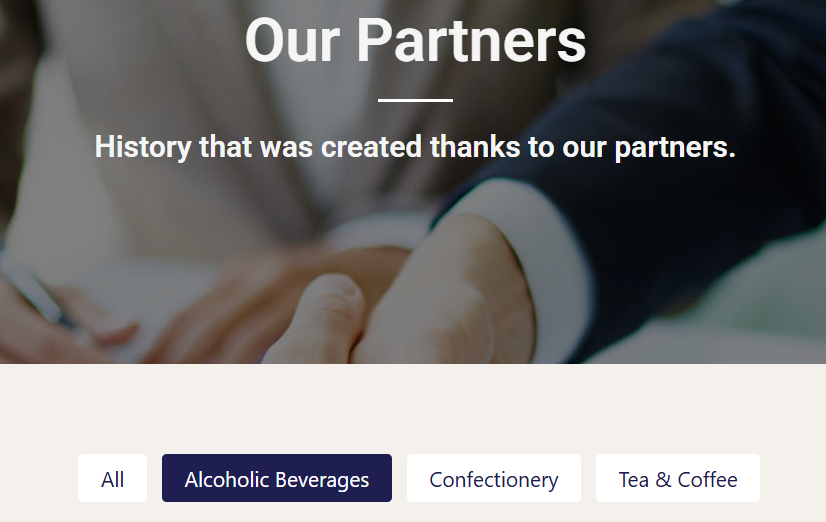 Our Partners
History that was created thanks to our partners.
All
Alcoholic Beverages
Confectionery
Tea & Coffee